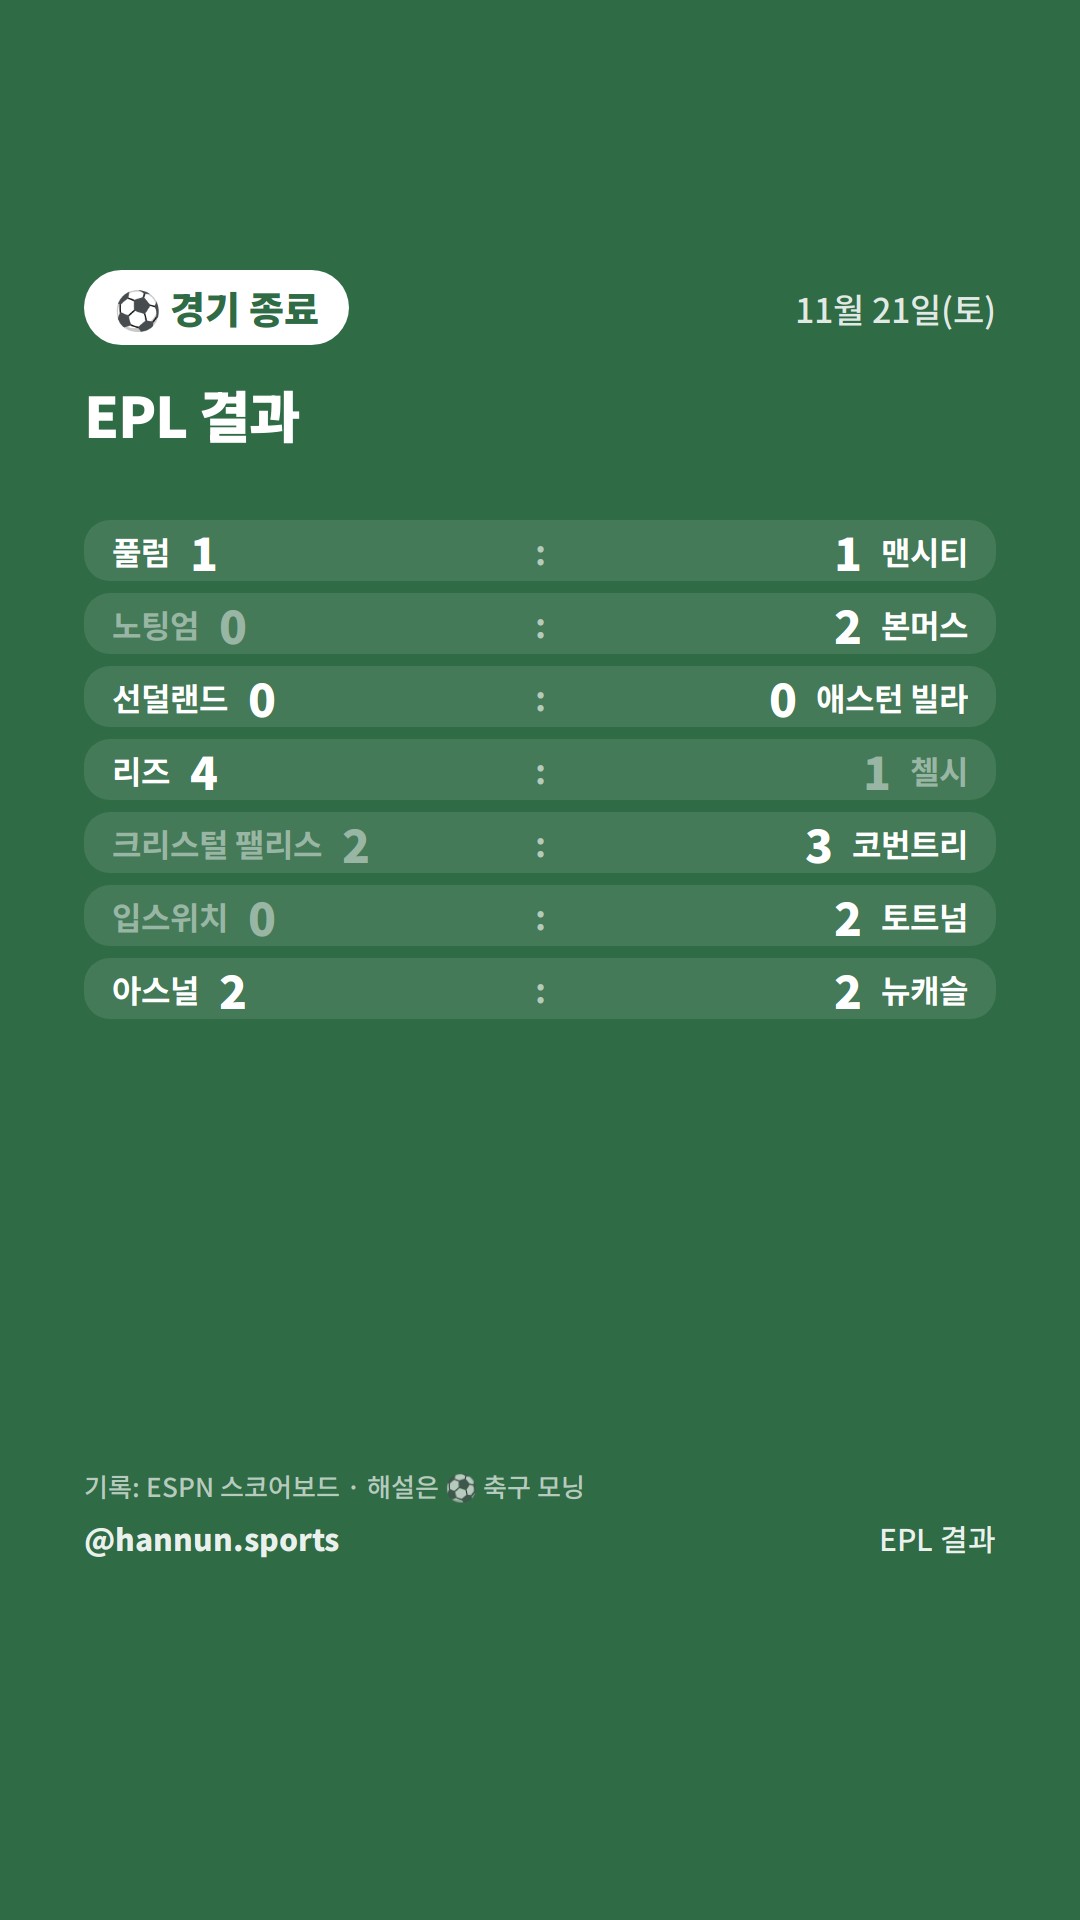 ⚽ 경기 종료
11월 21일(토)
EPL 결과
풀럼 1 : 1 맨시티
노팅엄 0 : 2 본머스
선덜랜드 0 : 0 애스턴 빌라
리즈 4 : 1 첼시
크리스털 팰리스 2 : 3 코번트리
입스위치 0 : 2 토트넘
아스널 2 : 2 뉴캐슬
기록: ESPN 스코어보드 · 해설은 ⚽ 축구 모닝
@hannun.sports
EPL 결과